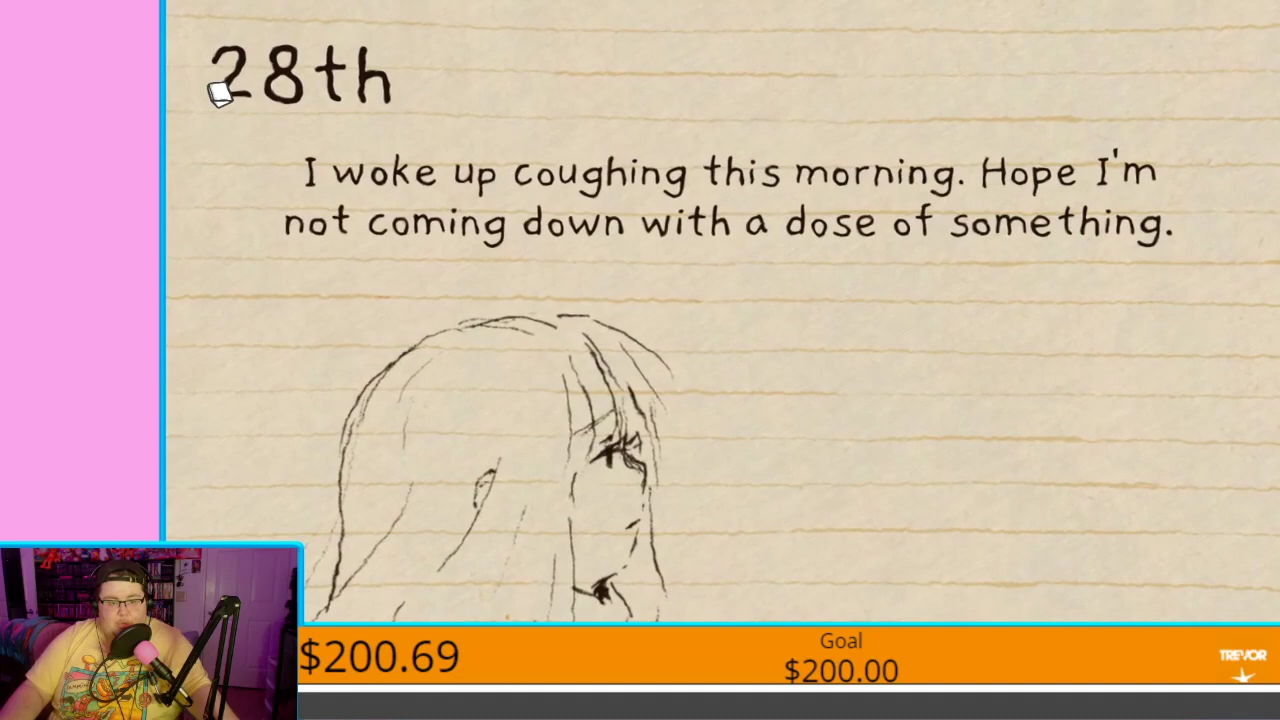 28th
I woke up coughing this morning. Hope I'm
not coming down with a dose of something.
$200.69
Goal
$200.00
TREVOR